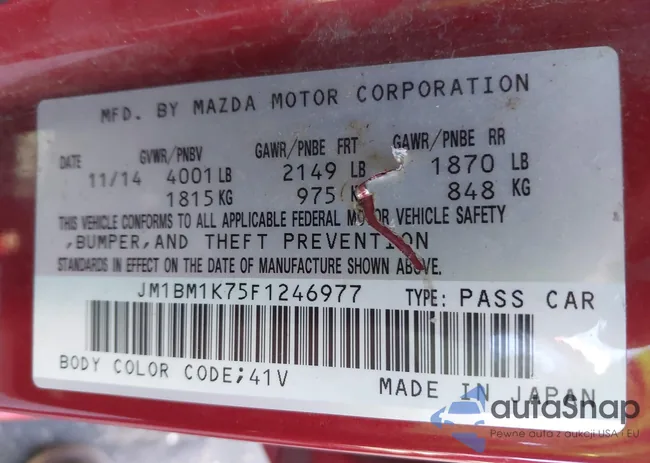 MFD. BY MAZDA MOTOR CORPORATION
DATE GVWR/PNBV GAWR/PNBE FRT GAWR/PNBE RR
11/14 4001 LB 2149 LB 1870 LB
1815 KG 975 848 KG
THIS VEHICLE CONFORMS TO ALL APPLICABLE FEDERAL MOTOR VEHICLE SAFETY
,BUMPER,AND THEFT PREVENTION
STANDARDS IN EFFECT ON THE DATE OF MANUFACTURE SHOWN ABOVE.
JM1BM1K75F1246977 TYPE: PASS CAR
BODY COLOR CODE;41V MADE IN JAPAN
autaSnap
Pewne auta z aukcji USA i EU